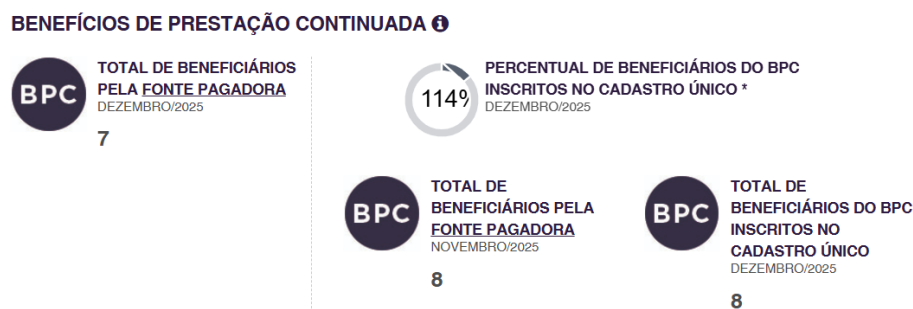 BENEFÍCIOS DE PRESTAÇÃO CONTINUADA i
BPC
TOTAL DE BENEFICIÁRIOS
PELA FONTE PAGADORA
DEZEMBRO/2025
7
114%
PERCENTUAL DE BENEFICIÁRIOS DO BPC
INSCRITOS NO CADASTRO ÚNICO *
DEZEMBRO/2025
BPC
TOTAL DE
BENEFICIÁRIOS PELA
FONTE PAGADORA
NOVEMBRO/2025
8
BPC
TOTAL DE
BENEFICIÁRIOS DO BPC
INSCRITOS NO
CADASTRO ÚNICO
DEZEMBRO/2025
8